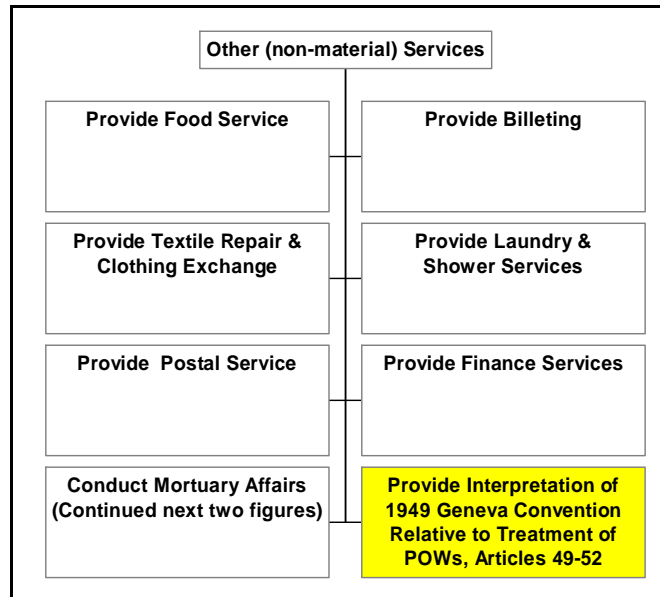 Other (non-material) Services
Provide Food Service
Provide Billeting
Provide Textile Repair &
Clothing Exchange
Provide Laundry &
Shower Services
Provide Postal Service
Provide Finance Services
Conduct Mortuary Affairs
(Continued next two figures)
Provide Interpretation of
1949 Geneva Convention
Relative to Treatment of
POWs, Articles 49-52